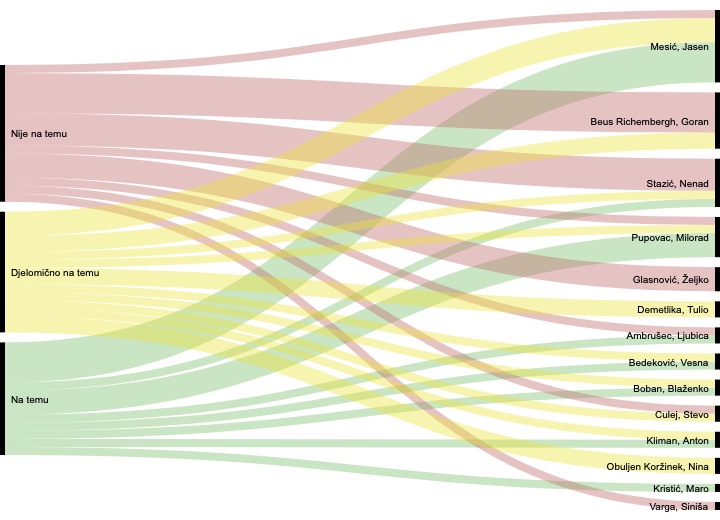 Nije na temu
Djelomično na temu
Na temu
Mesić, Jasen
Beus Richembergh, Goran
Stazić, Nenad
Pupovac, Milorad
Glasnović, Željko
Demetlika, Tulio
Ambrušec, Ljubica
Bedeković, Vesna
Boban, Blaženko
Culej, Stevo
Kliman, Anton
Obuljen Koržinek, Nina
Kristić, Maro
Varga, Siniša